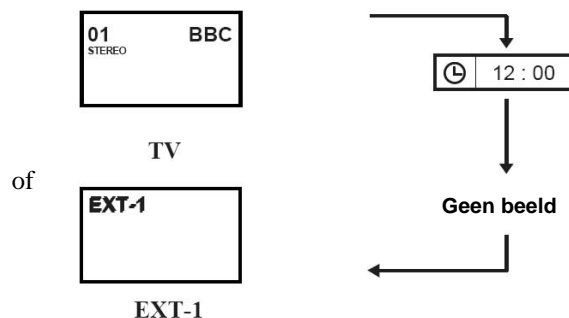 01 BBC
STEREO
12 : 00
TV
of
EXT-1
Geen beeld
EXT-1